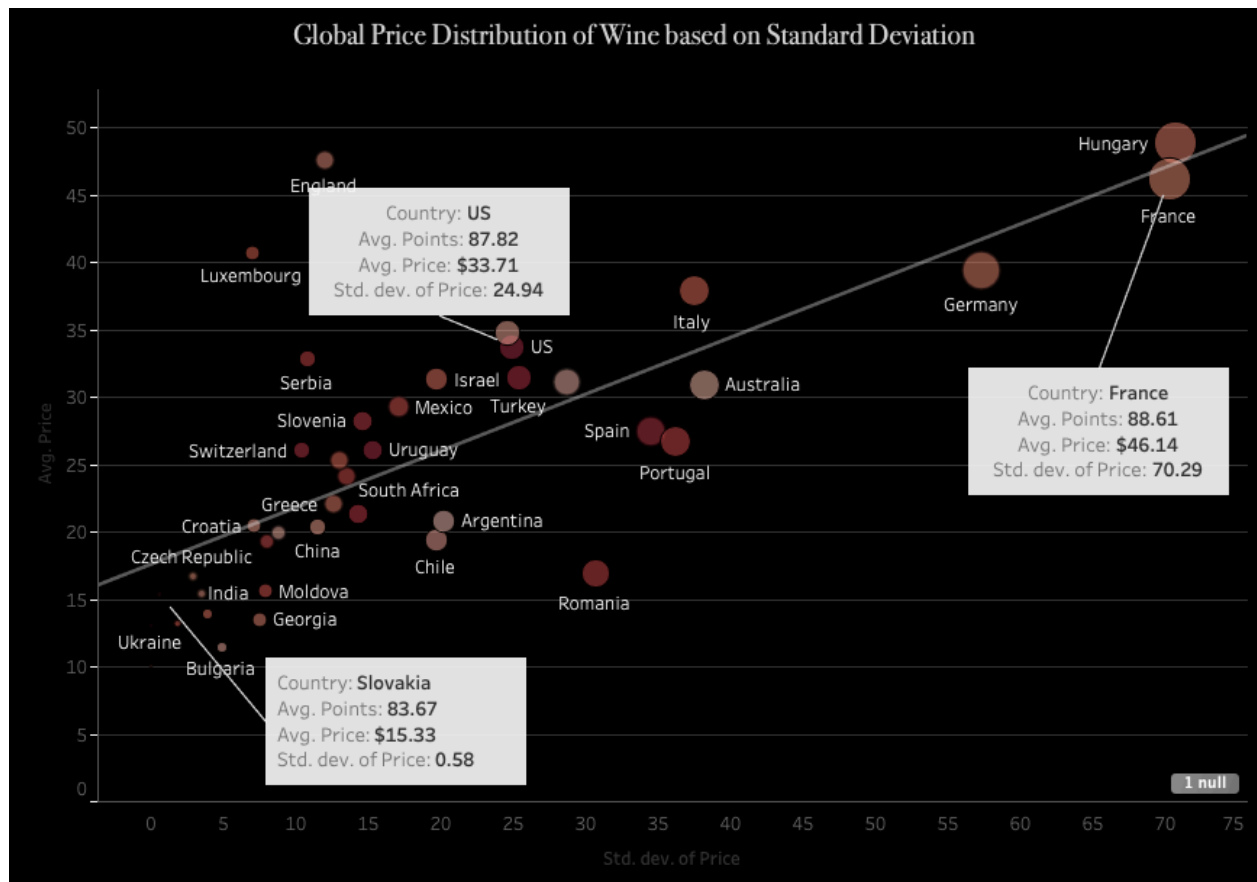 Global Price Distribution of Wine based on Standard Deviation
50
45
40
35
30
25
20
15
10
5
0
Avg. Price
Hungary
France
England
Luxembourg
Country: US
Avg. Points: 87.82
Avg. Price: $33.71
Std. dev. of Price: 24.94
Germany
Italy
US
Serbia
Israel
Turkey
Australia
Mexico
Slovenia
Spain
Switzerland
Uruguay
Portugal
South Africa
Greece
Croatia
Argentina
China
Czech Republic
Chile
India
Moldova
Romania
Georgia
Ukraine
Bulgaria
Country: France
Avg. Points: 88.61
Avg. Price: $46.14
Std. dev. of Price: 70.29
Country: Slovakia
Avg. Points: 83.67
Avg. Price: $15.33
Std. dev. of Price: 0.58
1 null
0 5 10 15 20 25 30 35 40 45 50 55 60 65 70 75
Std. dev. of Price